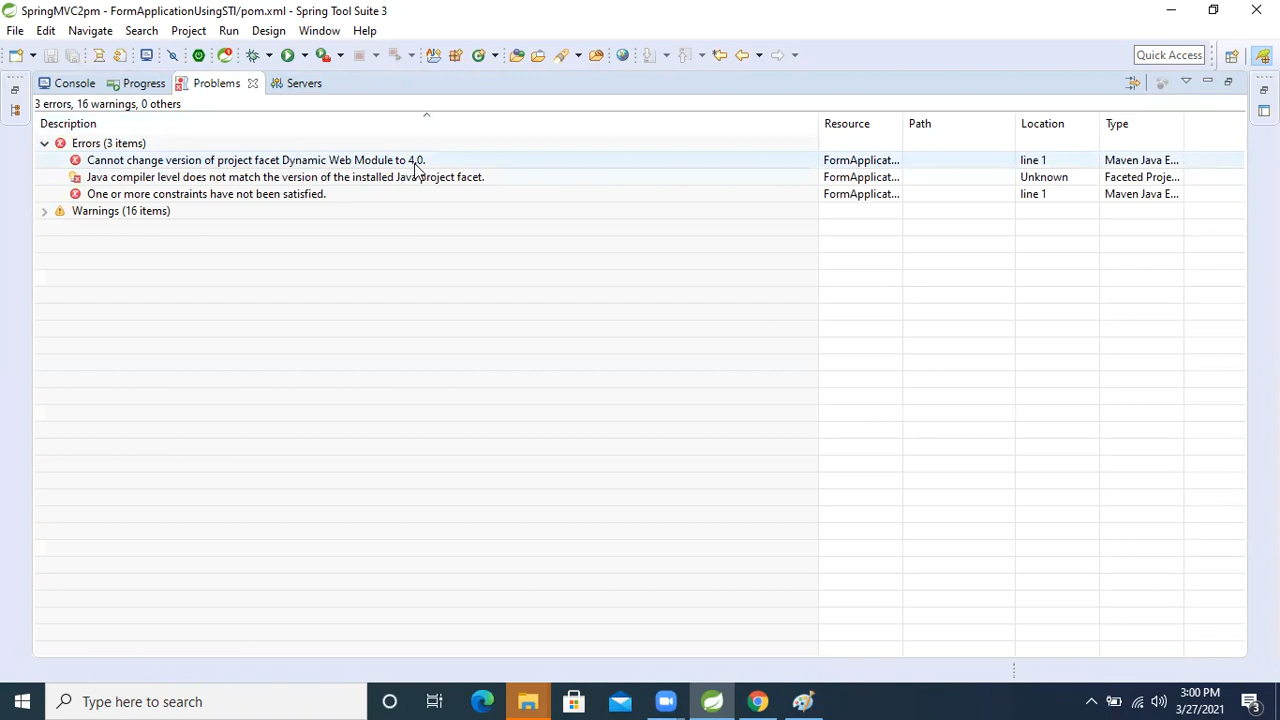 SpringMVC2pm - FormApplicationUsingSTI/pom.xml - Spring Tool Suite 3
File Edit Navigate Search Project Run Design Window Help
Quick Access
Console Progress Problems Servers
3 errors, 16 warnings, 0 others
Description Resource Path Location Type
Errors (3 items)
Cannot change version of project facet Dynamic Web Module to 4.0. FormApplicat... line 1 Maven Java E...
Java compiler level does not match the version of the installed Java project facet. FormApplicat... Unknown Faceted Proje...
One or more constraints have not been satisfied. FormApplicat... line 1 Maven Java E...
Warnings (16 items)
Type here to search
3:00 PM
3/27/2021
3